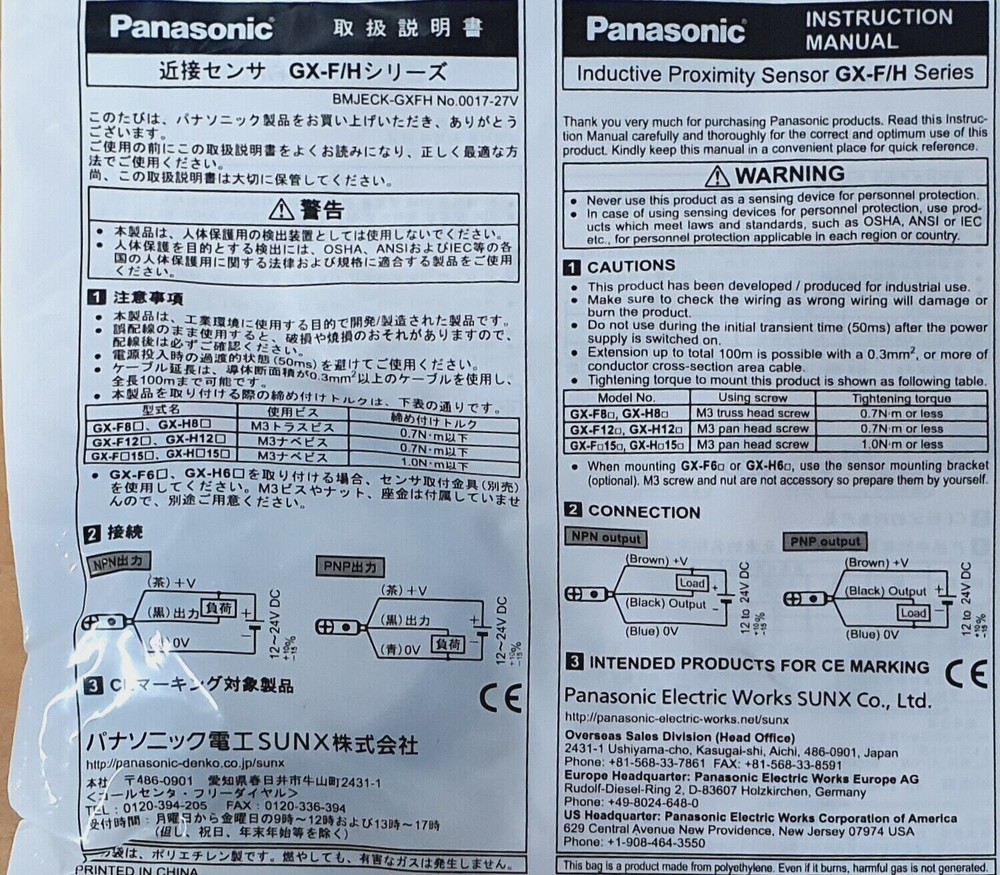 Panasonic 取扱説明書
近接センサ GX-F/Hシリーズ
BMJECK-GXFH No.0017-27V
このたびは、パナソニック製品をお買い上げいただき、ありがとう
ございます。
ご使用の前にこの取扱説明書をよくお読みになり、正しく最適な方
法でご使用ください。
尚、この取扱説明書は大切に保管してください。
⚠ 警告
• 本製品は、人体保護用の検出装置としては使用しないでください。
• 人体保護を目的とする検出には、OSHA、ANSIおよびIEC等の各
国の人体保護用に関する法律および規格に適合する製品をご使用
ください。
1 注意事項
• 本製品は、工業環境に使用する目的で開発/製造された製品です。
• 誤配線のまま使用すると、破損や焼損のおそれがありますので、
配線後は必ずご確認ください。
• 電源投入時の過渡的状態(50ms)を避けてご使用ください。
• ケーブル延長は、導体断面積が0.3mm²以上のケーブルを使用し、
全長100mまで可能です。
• 本製品を取り付ける際の締め付けトルクは、下表の通りです。
型式名 使用ビス 締め付けトルク
GX-F8□、GX-H8□ M3トラスビス 0.7N·m以下
GX-F12□、GX-H12□ M3ナベビス 0.7N·m以下
GX-F□15□、GX-H□15□ M3ナベビス 1.0N·m以下
• GX-F6□、GX-H6□を取り付ける場合、センサ取付金具(別売)
を使用してください。M3ビスやナット、座金は付属していませ
んので、別途ご用意ください。
2 接続
NPN出力 PNP出力
(茶) +V (茶) +V
(黒) 出力 負荷 + (黒) 出力 +
- 12~24V DC +10% -15%
0V (青) 0V 負荷 - 12~24V DC +10% -15%
3 CEマーキング対象製品
CE
パナソニック電工SUNX株式会社
http://panasonic-denko.co.jp/sunx
本社 〒486-0901 愛知県春日井市牛山町2431-1
<コールセンタ・フリーダイヤル>
TEL : 0120-394-205 FAX : 0120-336-394
受付時間 : 月曜日から金曜日の9時~12時および13時~17時
(但し、祝日、年末年始等を除く)
袋は、ポリエチレン製です。燃やしても、有害なガスは発生しません。
PRINTED IN CHINA
Panasonic INSTRUCTION
MANUAL
Inductive Proximity Sensor GX-F/H Series
Thank you very much for purchasing Panasonic products. Read this Instruc-
tion Manual carefully and thoroughly for the correct and optimum use of this
product. Kindly keep this manual in a convenient place for quick reference.
⚠ WARNING
• Never use this product as a sensing device for personnel protection.
• In case of using sensing devices for personnel protection, use prod-
ucts which meet laws and standards, such as OSHA, ANSI or IEC
etc., for personnel protection applicable in each region or country.
1 CAUTIONS
• This product has been developed / produced for industrial use.
• Make sure to check the wiring as wrong wiring will damage or
burn the product.
• Do not use during the initial transient time (50ms) after the power
supply is switched on.
• Extension up to total 100m is possible with a 0.3mm², or more of
conductor cross-section area cable.
• Tightening torque to mount this product is shown as following table.
Model No. Using screw Tightening torque
GX-F8□, GX-H8□ M3 truss head screw 0.7N·m or less
GX-F12□, GX-H12□ M3 pan head screw 0.7N·m or less
GX-F□15□, GX-H□15□ M3 pan head screw 1.0N·m or less
• When mounting GX-F6□ or GX-H6□, use the sensor mounting bracket
(optional). M3 screw and nut are not accessory so prepare them by yourself.
2 CONNECTION
NPN output PNP output
(Brown) +V (Brown) +V
Load +
(Black) Output - 12 to 24V DC +10% -15% (Black) Output +
Load - 12 to 24V DC +10% -15%
(Blue) 0V (Blue) 0V
3 INTENDED PRODUCTS FOR CE MARKING CE
Panasonic Electric Works SUNX Co., Ltd.
http://panasonic-electric-works.net/sunx
Overseas Sales Division (Head Office)
2431-1 Ushiyama-cho, Kasugai-shi, Aichi, 486-0901, Japan
Phone: +81-568-33-7861 FAX: +81-568-33-8591
Europe Headquarter: Panasonic Electric Works Europe AG
Rudolf-Diesel-Ring 2, D-83607 Holzkirchen, Germany
Phone: +49-8024-648-0
US Headquarter: Panasonic Electric Works Corporation of America
629 Central Avenue New Providence, New Jersey 07974 USA
Phone: +1-908-464-3550
This bag is a product made from polyethylene. Even if it burns, harmful gas is not generated.